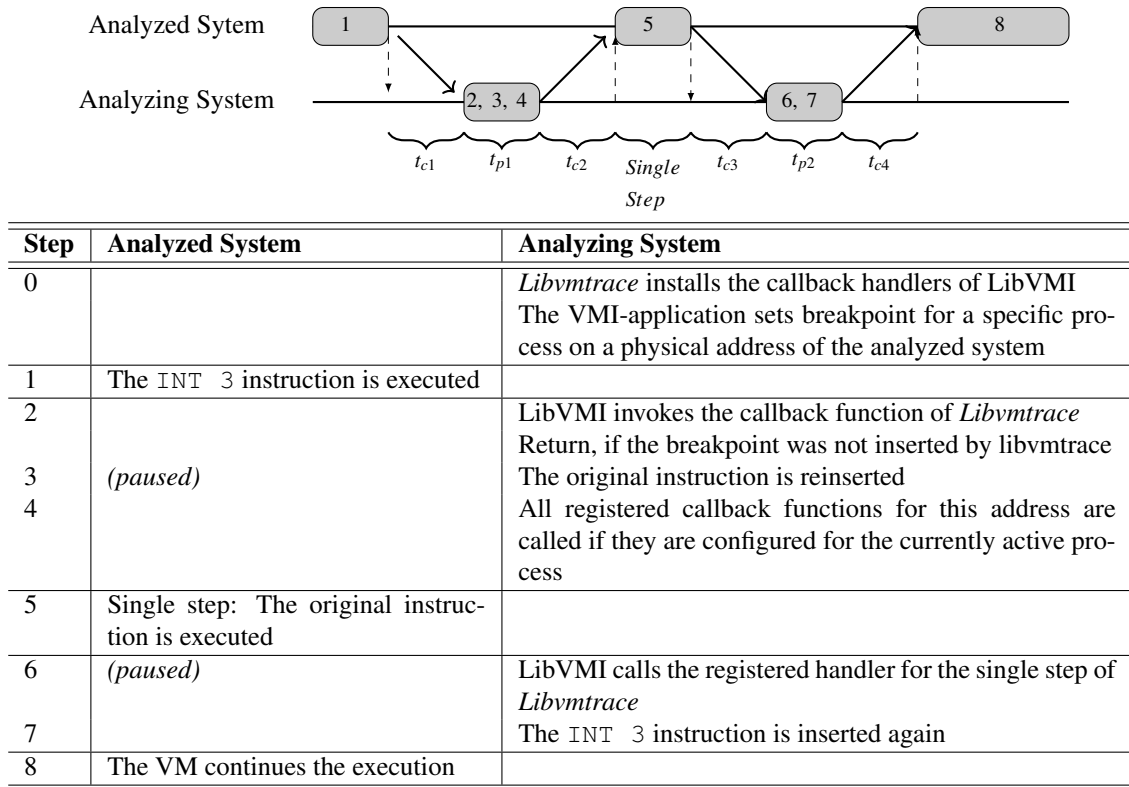 Analyzed Sytem 1 5 8
Analyzing System 2, 3, 4 6, 7
tc1 tp1 tc2 Single tc3 tp2 tc4
Step
Step Analyzed System Analyzing System
0 Libvmtrace installs the callback handlers of LibVMI
The VMI-application sets breakpoint for a specific pro-
cess on a physical address of the analyzed system
1 The INT 3 instruction is executed
2 LibVMI invokes the callback function of Libvmtrace
Return, if the breakpoint was not inserted by libvmtrace
3 (paused) The original instruction is reinserted
4 All registered callback functions for this address are
called if they are configured for the currently active pro-
cess
5 Single step: The original instruc-
tion is executed
6 (paused) LibVMI calls the registered handler for the single step of
Libvmtrace
7 The INT 3 instruction is inserted again
8 The VM continues the execution